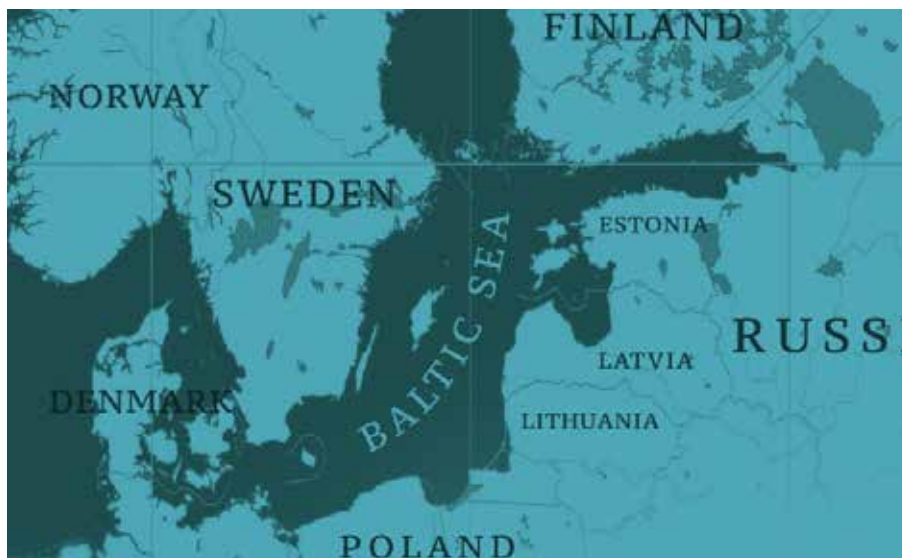 FINLAND
NORWAY
SWEDEN
ESTONIA
BALTIC SEA
RUSS
LATVIA
DENMARK
LITHUANIA
POLAND